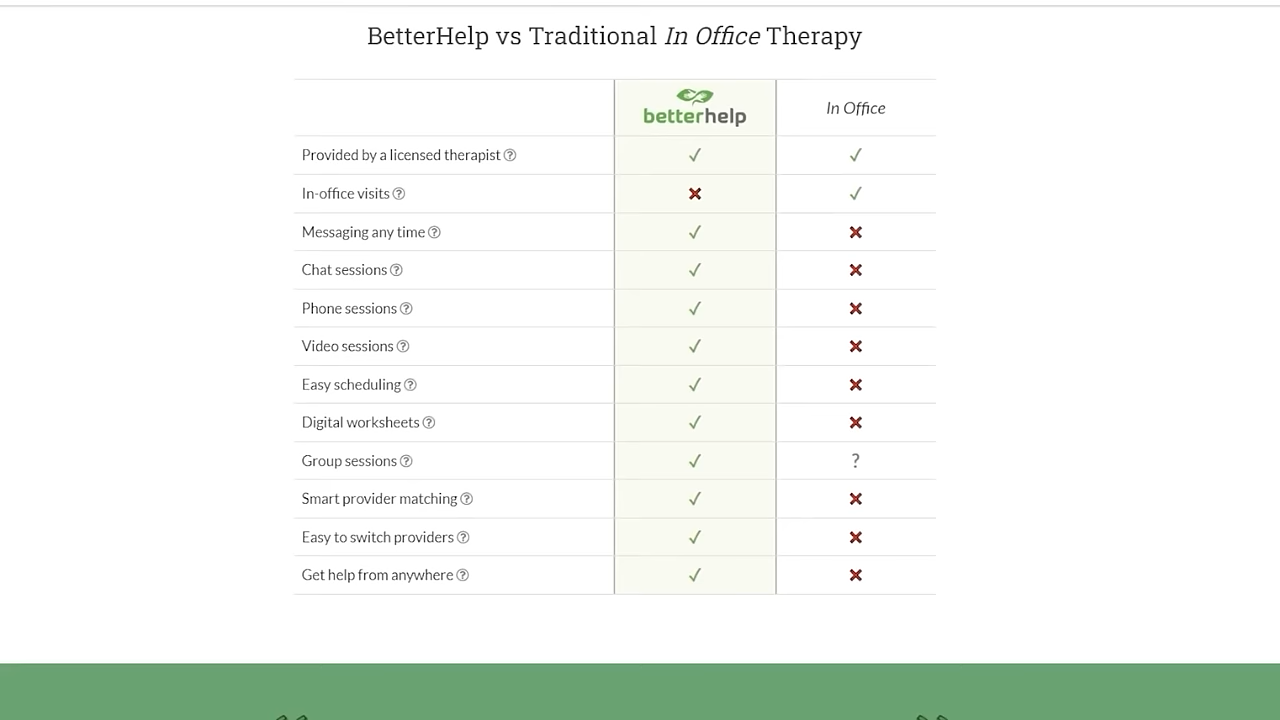 BetterHelp vs Traditional In Office Therapy
betterhelp In Office
Provided by a licensed therapist ? ✓ ✓
In-office visits ? ✗ ✓
Messaging any time ? ✓ ✗
Chat sessions ? ✓ ✗
Phone sessions ? ✓ ✗
Video sessions ? ✓ ✗
Easy scheduling ? ✓ ✗
Digital worksheets ? ✓ ✗
Group sessions ? ✓ ?
Smart provider matching ? ✓ ✗
Easy to switch providers ? ✓ ✗
Get help from anywhere ? ✓ ✗